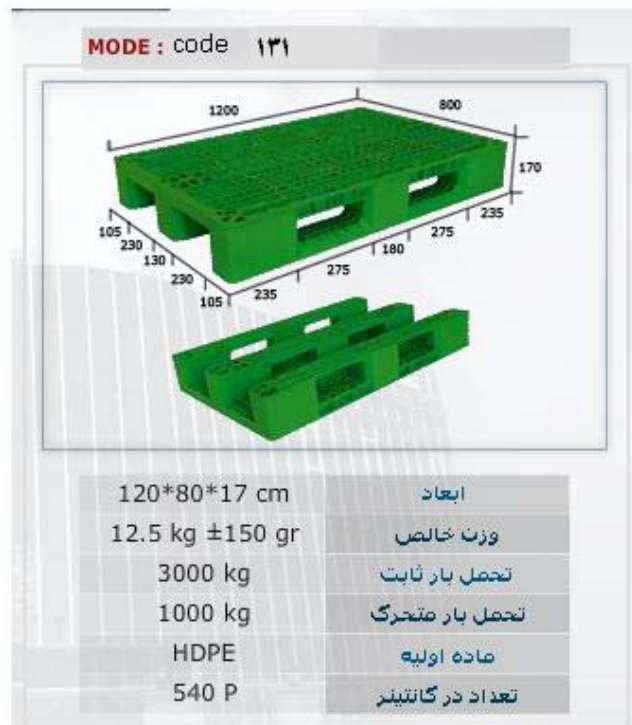 MODE : code ۱۳۱
1200
800
170
105
230
130
230
105
235
275
180
275
235
120*80*17 cm ابعاد
12.5 kg ±150 gr وزن خالص
3000 kg تحمل بار ثابت
1000 kg تحمل بار متحرک
HDPE ماده اولیه
540 P تعداد در کانتینر